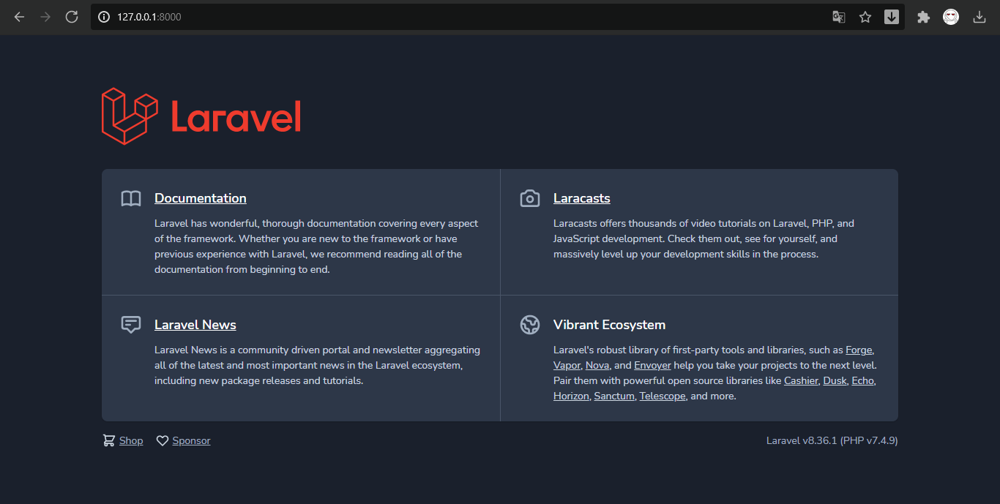 127.0.0.1:8000
Laravel
Documentation
Laravel has wonderful, thorough documentation covering every aspect
of the framework. Whether you are new to the framework or have
previous experience with Laravel, we recommend reading all of the
documentation from beginning to end.
Laracasts
Laracasts offers thousands of video tutorials on Laravel, PHP, and
JavaScript development. Check them out, see for yourself, and
massively level up your development skills in the process.
Laravel News
Laravel News is a community driven portal and newsletter aggregating
all of the latest and most important news in the Laravel ecosystem,
including new package releases and tutorials.
Vibrant Ecosystem
Laravel's robust library of first-party tools and libraries, such as Forge,
Vapor, Nova, and Envoyer help you take your projects to the next level.
Pair them with powerful open source libraries like Cashier, Dusk, Echo,
Horizon, Sanctum, Telescope, and more.
Shop
Sponsor
Laravel v8.36.1 (PHP v7.4.9)